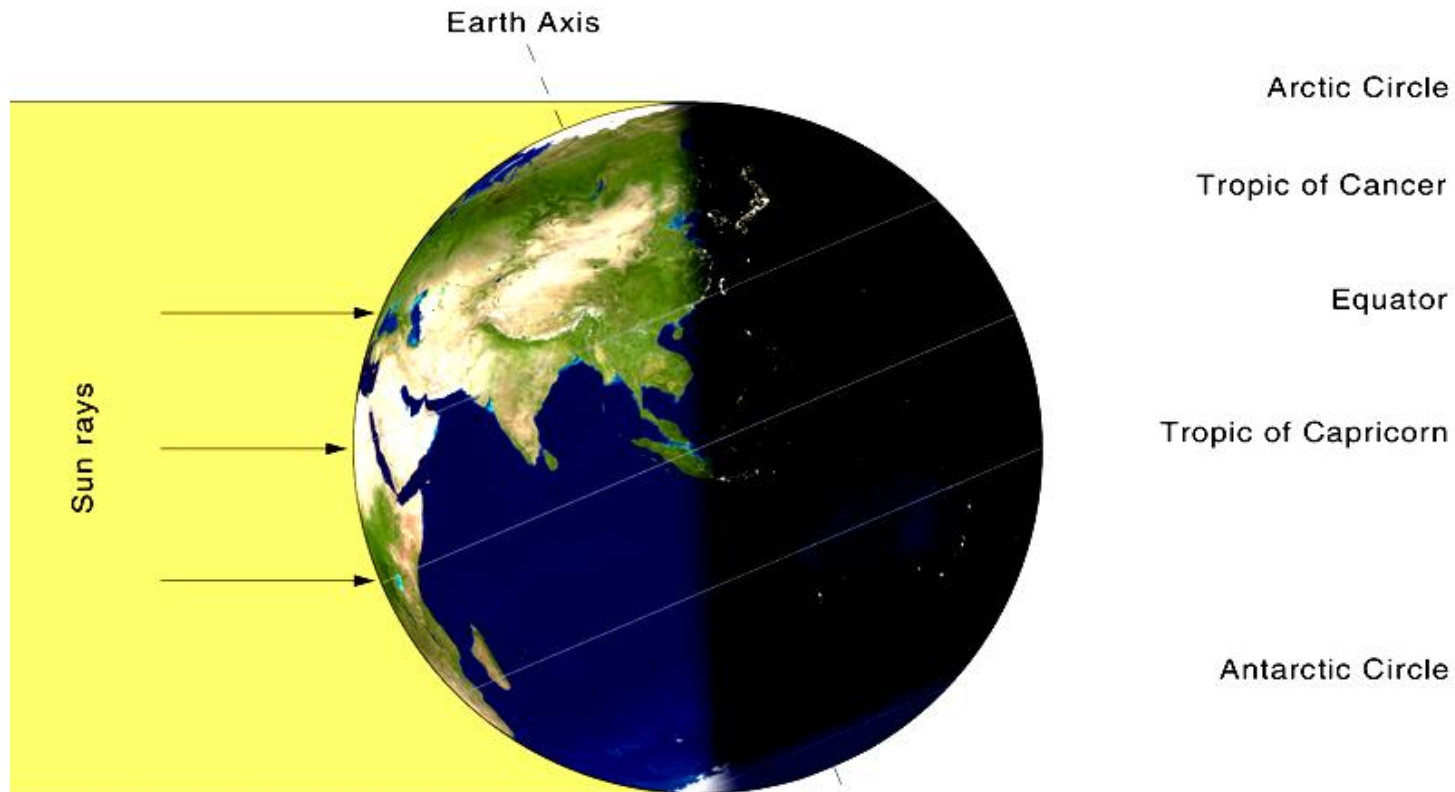 Earth Axis
Arctic Circle
Tropic of Cancer
Equator
Tropic of Capricorn
Sun rays
Antarctic Circle